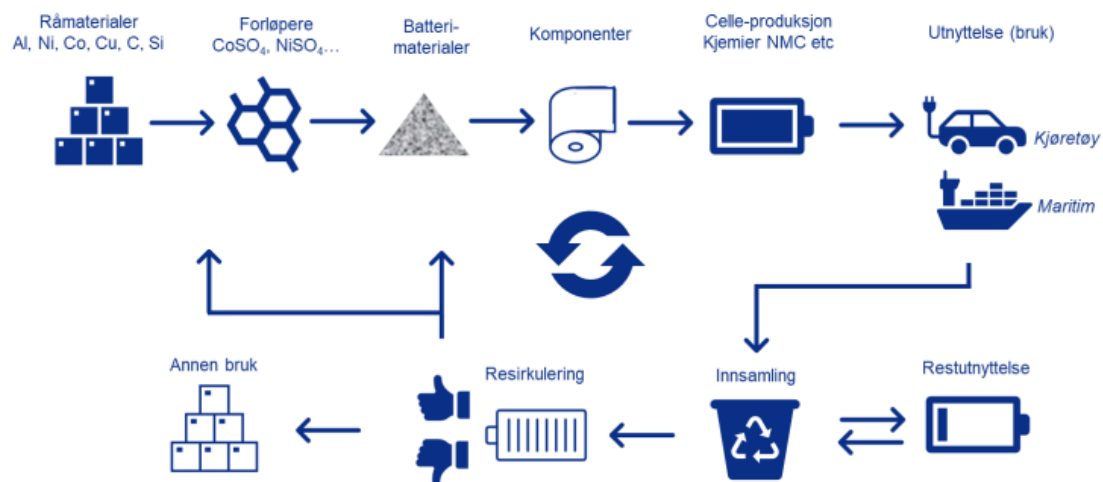 Råmaterialer
Al, Ni, Co, Cu, C, Si
Forløpere
CoSO₄, NiSO₄...
Batteri-
materialer
Komponenter
Celle-produksjon
Kjemier NMC etc
Utnyttelse (bruk)
Kjøretøy
Maritim
Annen bruk
Resirkulering
Innsamling
Restutnyttelse